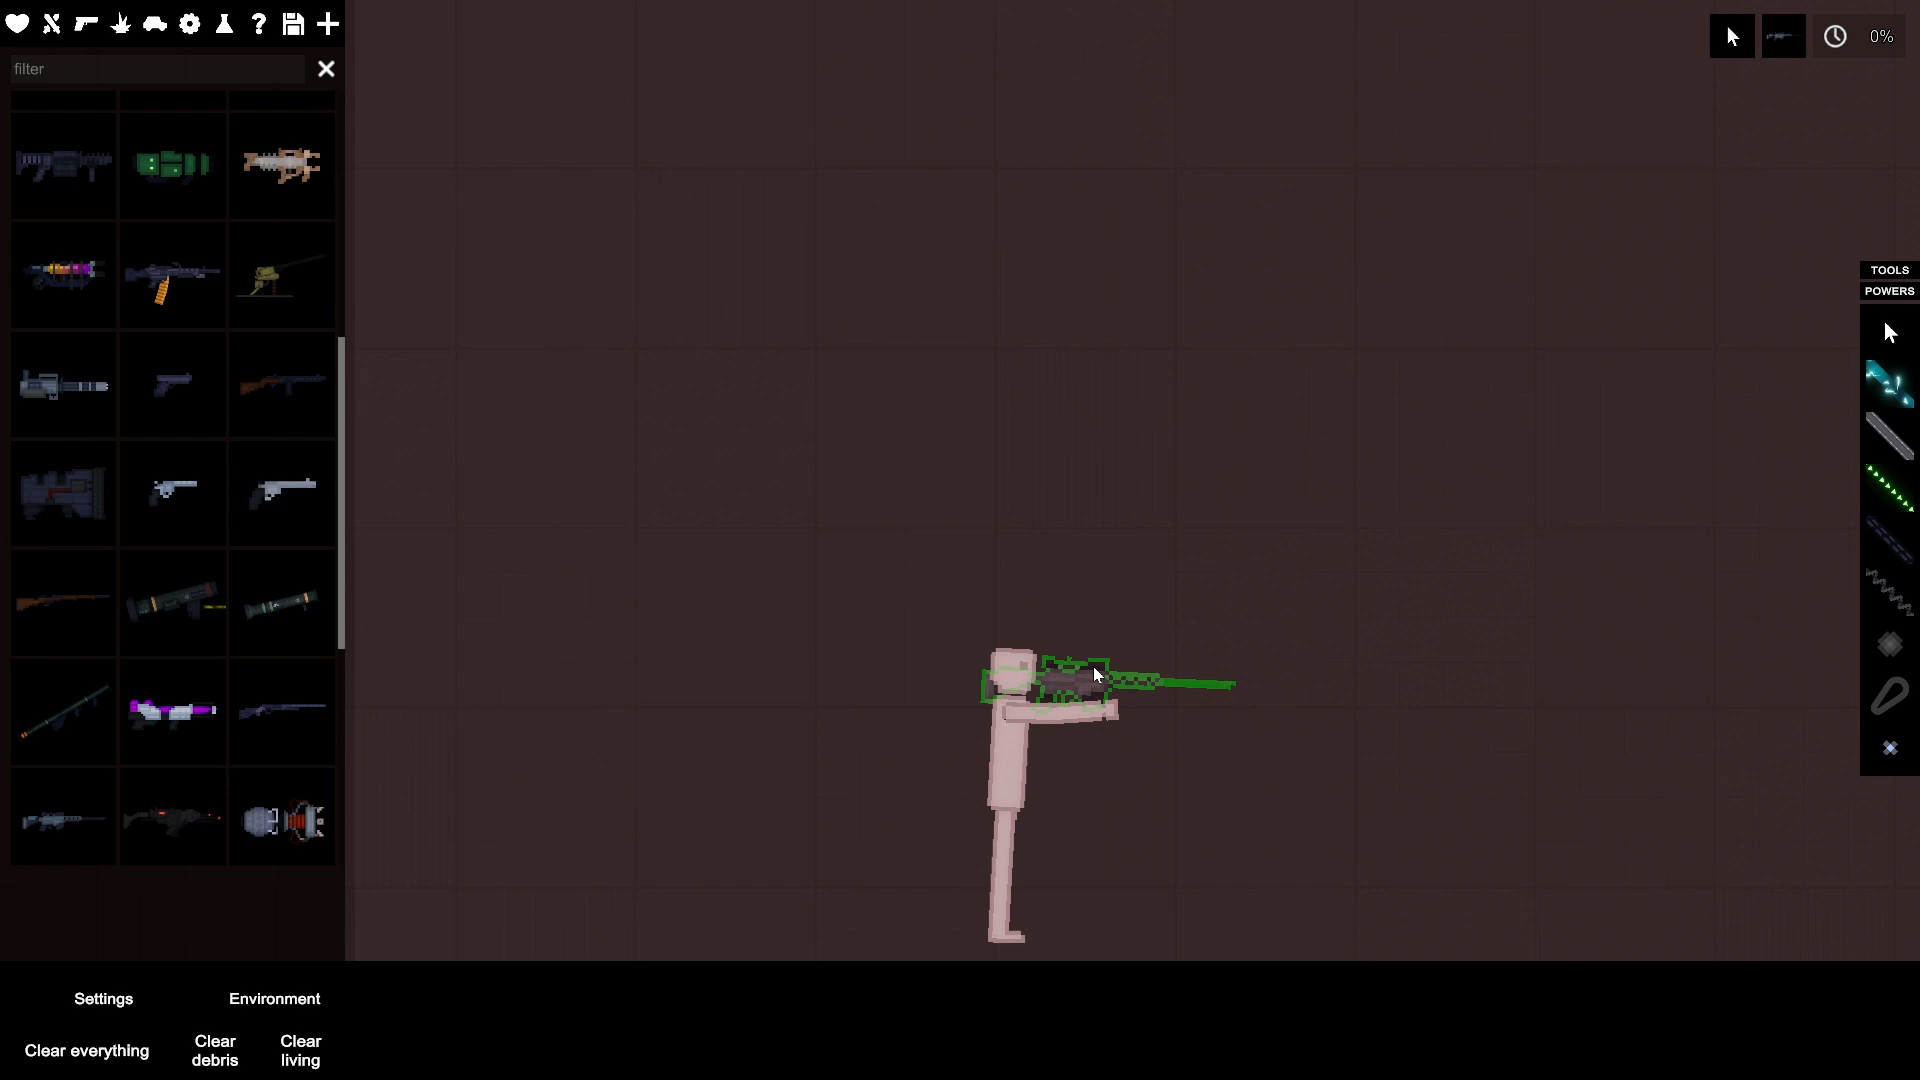 filter
0%
TOOLS
POWERS
Settings
Environment
Clear everything
Clear
debris
Clear
living